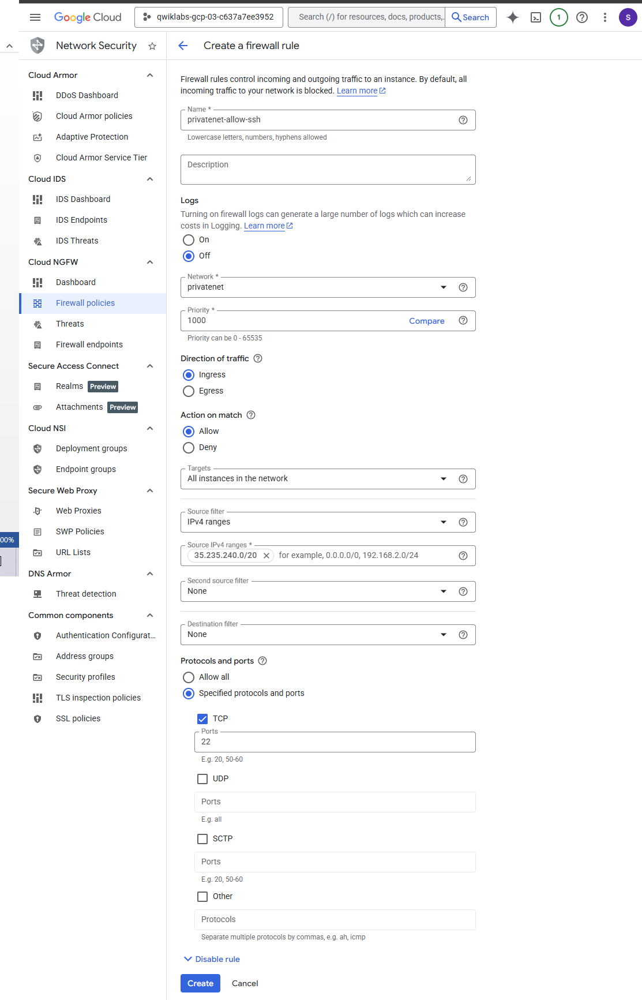 Google Cloud
qwiklabs-gcp-03-c637a7ee3952
Search (/) for resources, docs, products,.
Search
1
S
Network Security
Create a firewall rule
Cloud Armor
DDoS Dashboard
Cloud Armor policies
Adaptive Protection
Cloud Armor Service Tier
Cloud IDS
IDS Dashboard
IDS Endpoints
IDS Threats
Cloud NGFW
Dashboard
Firewall policies
Threats
Firewall endpoints
Secure Access Connect
Realms Preview
Attachments Preview
Cloud NSI
Deployment groups
Endpoint groups
Secure Web Proxy
Web Proxies
SWP Policies
URL Lists
DNS Armor
Threat detection
Common components
Authentication Configurat...
Address groups
Security profiles
TLS inspection policies
SSL policies
00%
Firewall rules control incoming and outgoing traffic to an instance. By default, all
incoming traffic to your network is blocked. Learn more
Name *
privatenet-allow-ssh
Lowercase letters, numbers, hyphens allowed
Description
Logs
Turning on firewall logs can generate a large number of logs which can increase
costs in Logging. Learn more
On
Off
Network *
privatenet
Priority *
1000
Compare
Priority can be 0 - 65535
Direction of traffic
Ingress
Egress
Action on match
Allow
Deny
Targets
All instances in the network
Source filter
IPv4 ranges
Source IPv4 ranges *
35.235.240.0/20 for example, 0.0.0.0/0, 192.168.2.0/24
Second source filter
None
Destination filter
None
Protocols and ports
Allow all
Specified protocols and ports
TCP
Ports
22
E.g. 20, 50-60
UDP
Ports
E.g. all
SCTP
Ports
E.g. 20, 50-60
Other
Protocols
Separate multiple protocols by commas, e.g. ah, icmp
Disable rule
Create
Cancel